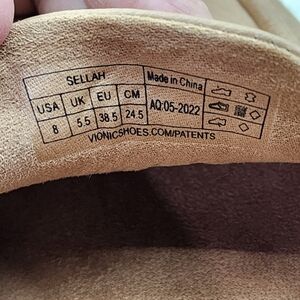 SELLAH
Made in China
USA UK EU CM
8 5.5 38.5 24.5
AQ:05-2022
VIONICSHOES.COM/PATENTS